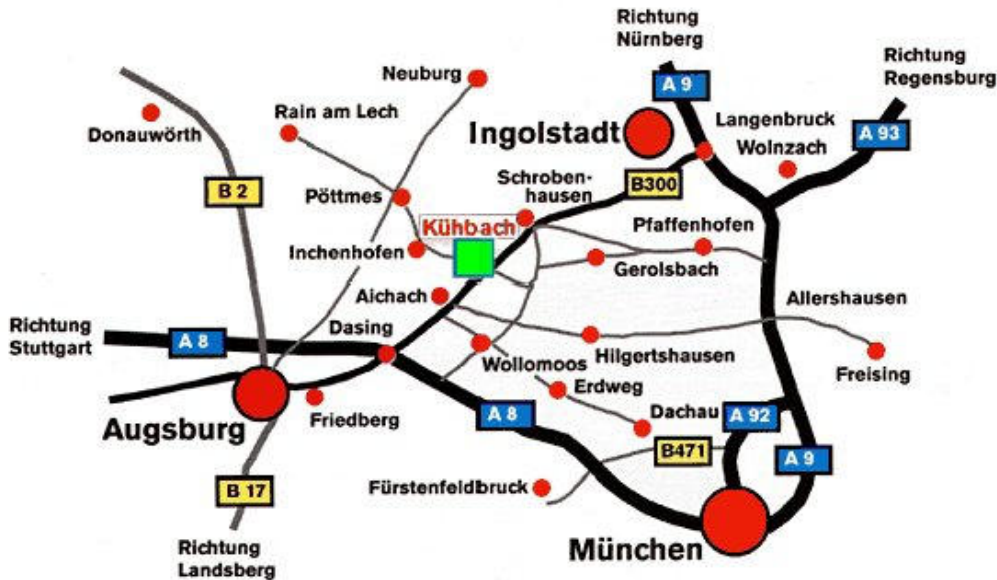 Richtung
Nürnberg
Richtung
Regensburg
Neuburg
A 9
Rain am Lech
Langenbruck
Donauwörth
Ingolstadt
Wolnzach
A 93
Schroben-
hausen
B300
B 2
Pöttmes
Kühbach
Pfaffenhofen
Inchenhofen
Gerolsbach
Aichach
Allershausen
Richtung
Stuttgart
A 8
Dasing
Wollomoos
Hilgertshausen
Freising
Erdweg
Friedberg
A 8
Dachau
A 92
Augsburg
B471
A 9
B 17
Fürstenfeldbruck
Richtung
Landsberg
München